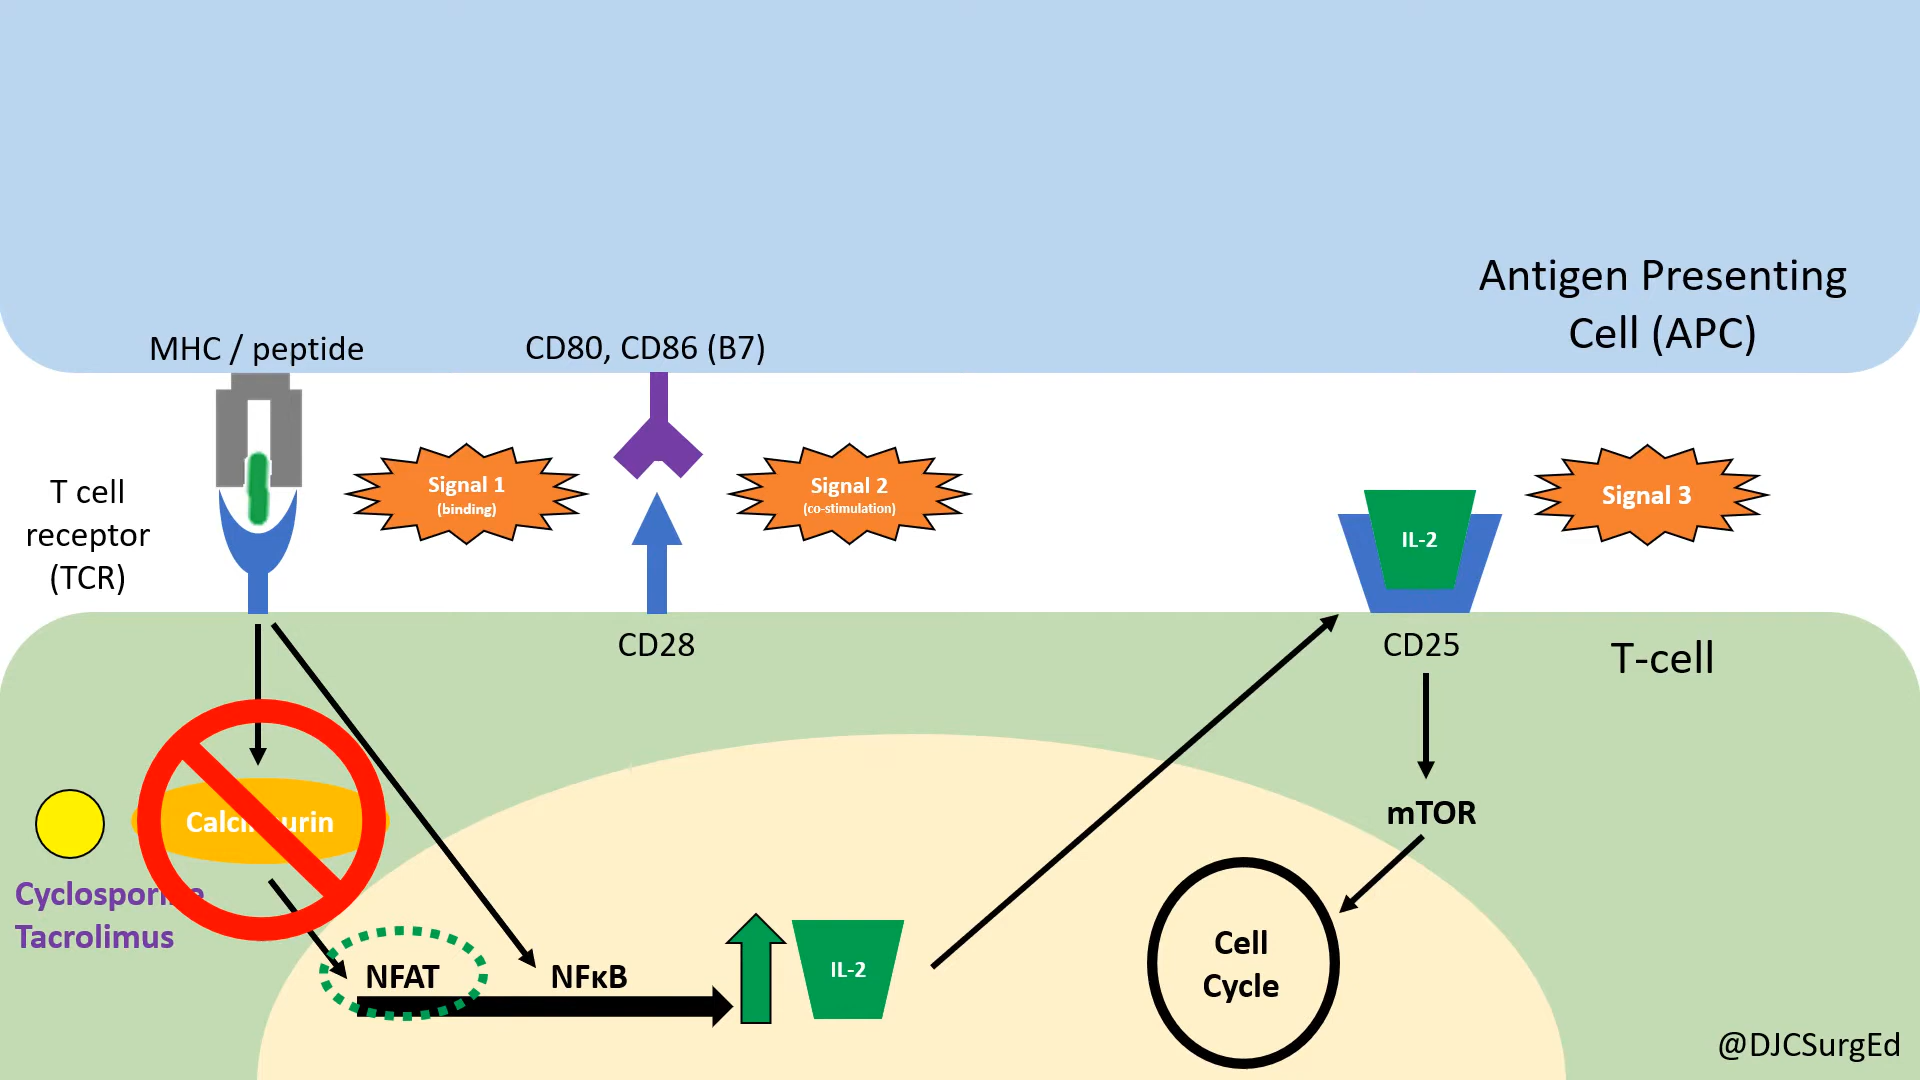 Antigen Presenting
Cell (APC)
MHC / peptide
CD80, CD86 (B7)
T cell
receptor
(TCR)
Signal 1
(binding)
Signal 2
(co-stimulation)
IL-2
Signal 3
CD28
CD25
T-cell
mTOR
Tacrolimus
NFAT
NFκB
IL-2
Cell
Cycle
@DJCSurgEd